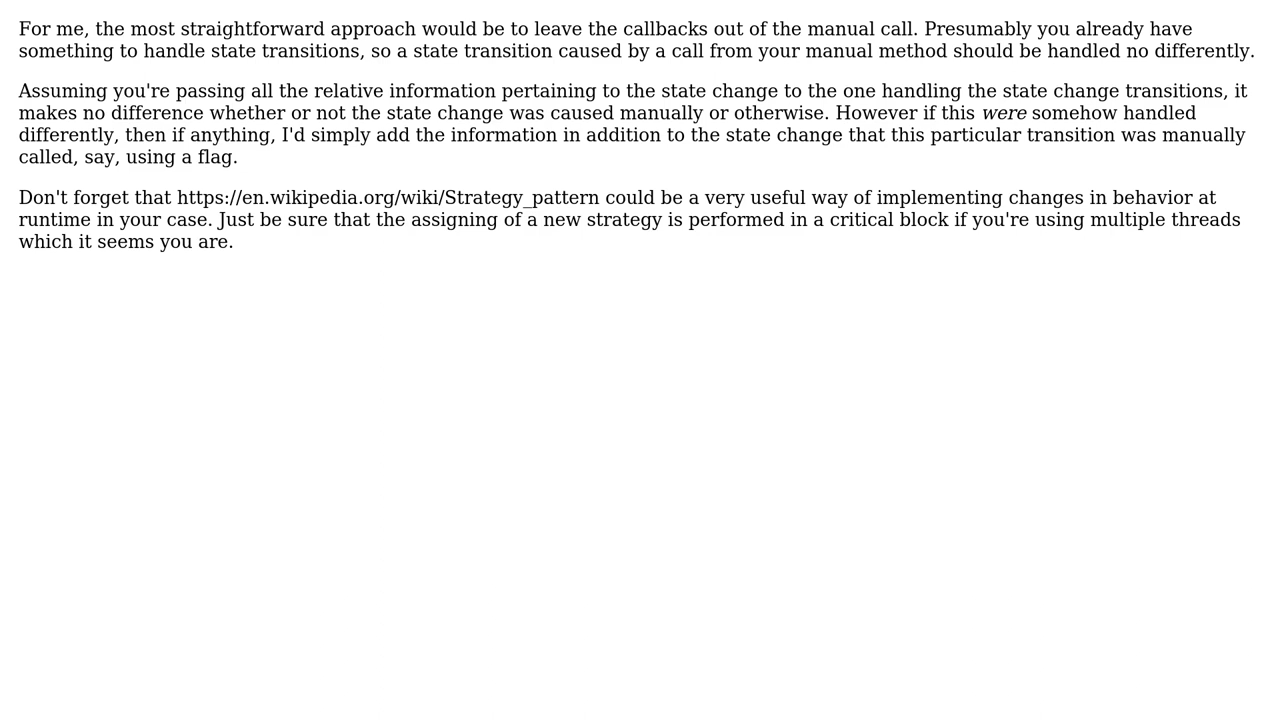 For me, the most straightforward approach would be to leave the callbacks out of the manual call. Presumably you already have
something to handle state transitions, so a state transition caused by a call from your manual method should be handled no differently.
Assuming you're passing all the relative information pertaining to the state change to the one handling the state change transitions, it
makes no difference whether or not the state change was caused manually or otherwise. However if this were somehow handled
differently, then if anything, I'd simply add the information in addition to the state change that this particular transition was manually
called, say, using a flag.
Don't forget that https://en.wikipedia.org/wiki/Strategy_pattern could be a very useful way of implementing changes in behavior at
runtime in your case. Just be sure that the assigning of a new strategy is performed in a critical block if you're using multiple threads
which it seems you are.